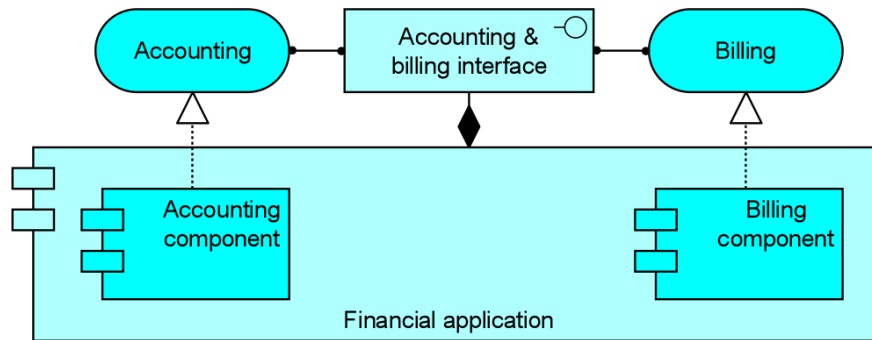 Accounting
Accounting &
billing interface
Billing
Accounting
component
Billing
component
Financial application